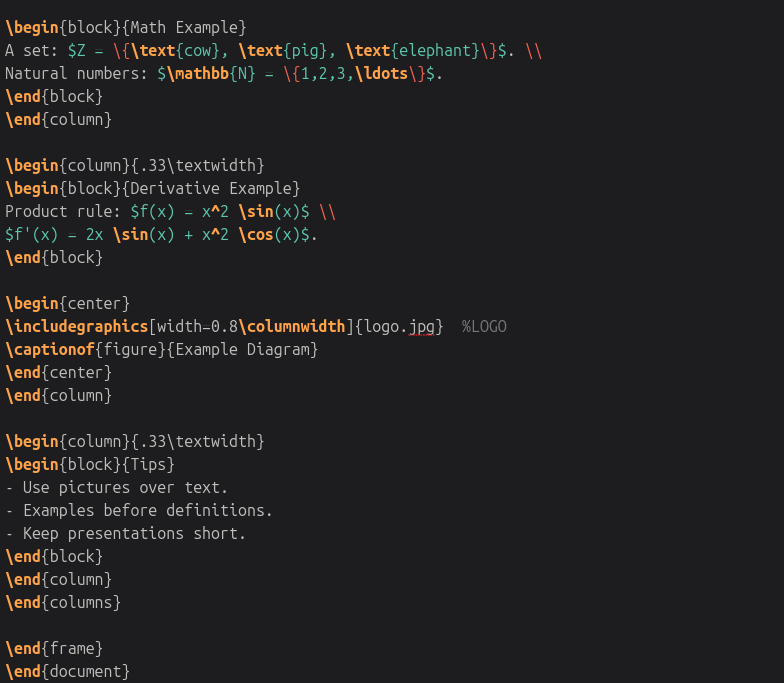 \begin{block}{Math Example}
A set: $Z = \{\text{cow}, \text{pig}, \text{elephant}\}$. \\
Natural numbers: $\mathbb{N} = \{1,2,3,\ldots\}$.
\end{block}
\end{column}

\begin{column}{.33\textwidth}
\begin{block}{Derivative Example}
Product rule: $f(x) = x^2 \sin(x)$ \\
$f'(x) = 2x \sin(x) + x^2 \cos(x)$.
\end{block}

\begin{center}
\includegraphics[width=0.8\columnwidth]{logo.jpg}  %LOGO
\captionof{figure}{Example Diagram}
\end{center}
\end{column}

\begin{column}{.33\textwidth}
\begin{block}{Tips}
- Use pictures over text.
- Examples before definitions.
- Keep presentations short.
\end{block}
\end{column}
\end{columns}

\end{frame}
\end{document}